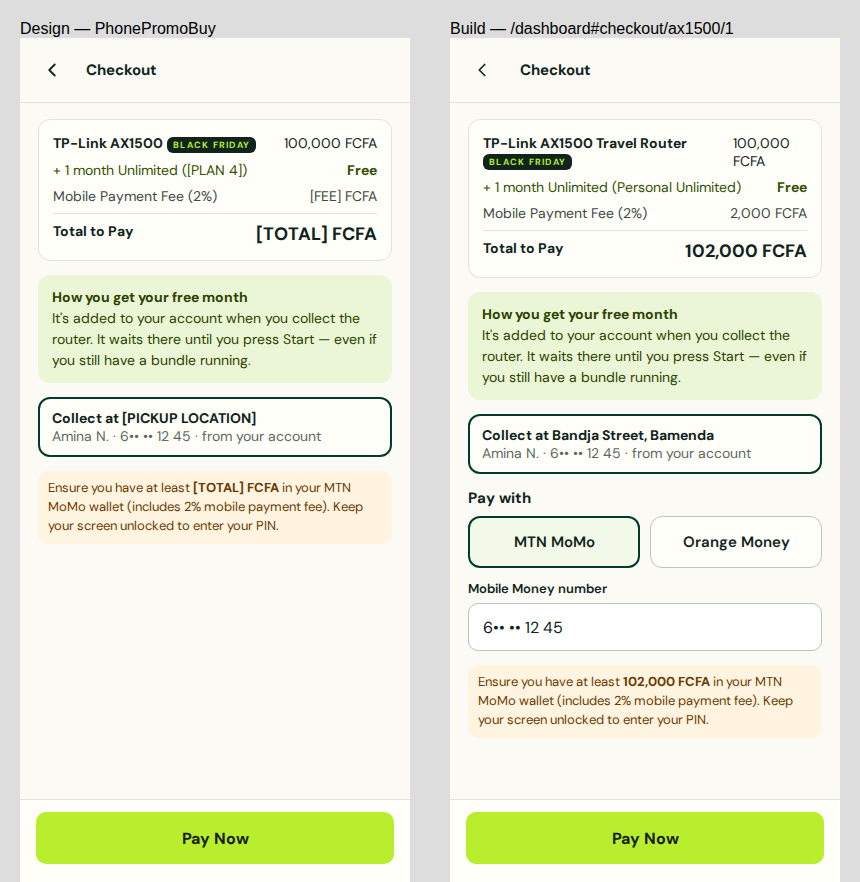 Design — PhonePromoBuy
Checkout
TP-Link AX1500 BLACK FRIDAY 100,000 FCFA
+ 1 month Unlimited ([PLAN 4]) Free
Mobile Payment Fee (2%) [FEE] FCFA
Total to Pay [TOTAL] FCFA
How you get your free month
It's added to your account when you collect the
router. It waits there until you press Start — even if
you still have a bundle running.
Collect at [PICKUP LOCATION]
Amina N. · 6•• •• 12 45 · from your account
Ensure you have at least [TOTAL] FCFA in your MTN
MoMo wallet (includes 2% mobile payment fee). Keep
your screen unlocked to enter your PIN.
Pay Now
Build — /dashboard#checkout/ax1500/1
Checkout
TP-Link AX1500 Travel Router 100,000
BLACK FRIDAY FCFA
+ 1 month Unlimited (Personal Unlimited) Free
Mobile Payment Fee (2%) 2,000 FCFA
Total to Pay 102,000 FCFA
How you get your free month
It's added to your account when you collect the
router. It waits there until you press Start — even if
you still have a bundle running.
Collect at Bandja Street, Bamenda
Amina N. · 6•• •• 12 45 · from your account
Pay with
MTN MoMo Orange Money
Mobile Money number
6•• •• 12 45
Ensure you have at least 102,000 FCFA in your MTN
MoMo wallet (includes 2% mobile payment fee). Keep
your screen unlocked to enter your PIN.
Pay Now